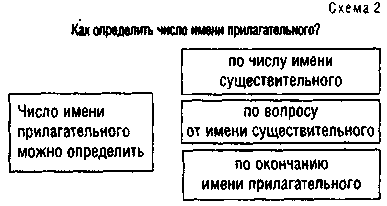 Схема 2
Как определить число имени прилагательного?
Число имени
прилагательного
можно определить
по числу имени
существительного
по вопросу
от имени существительного
по окончанию
имени прилагательного